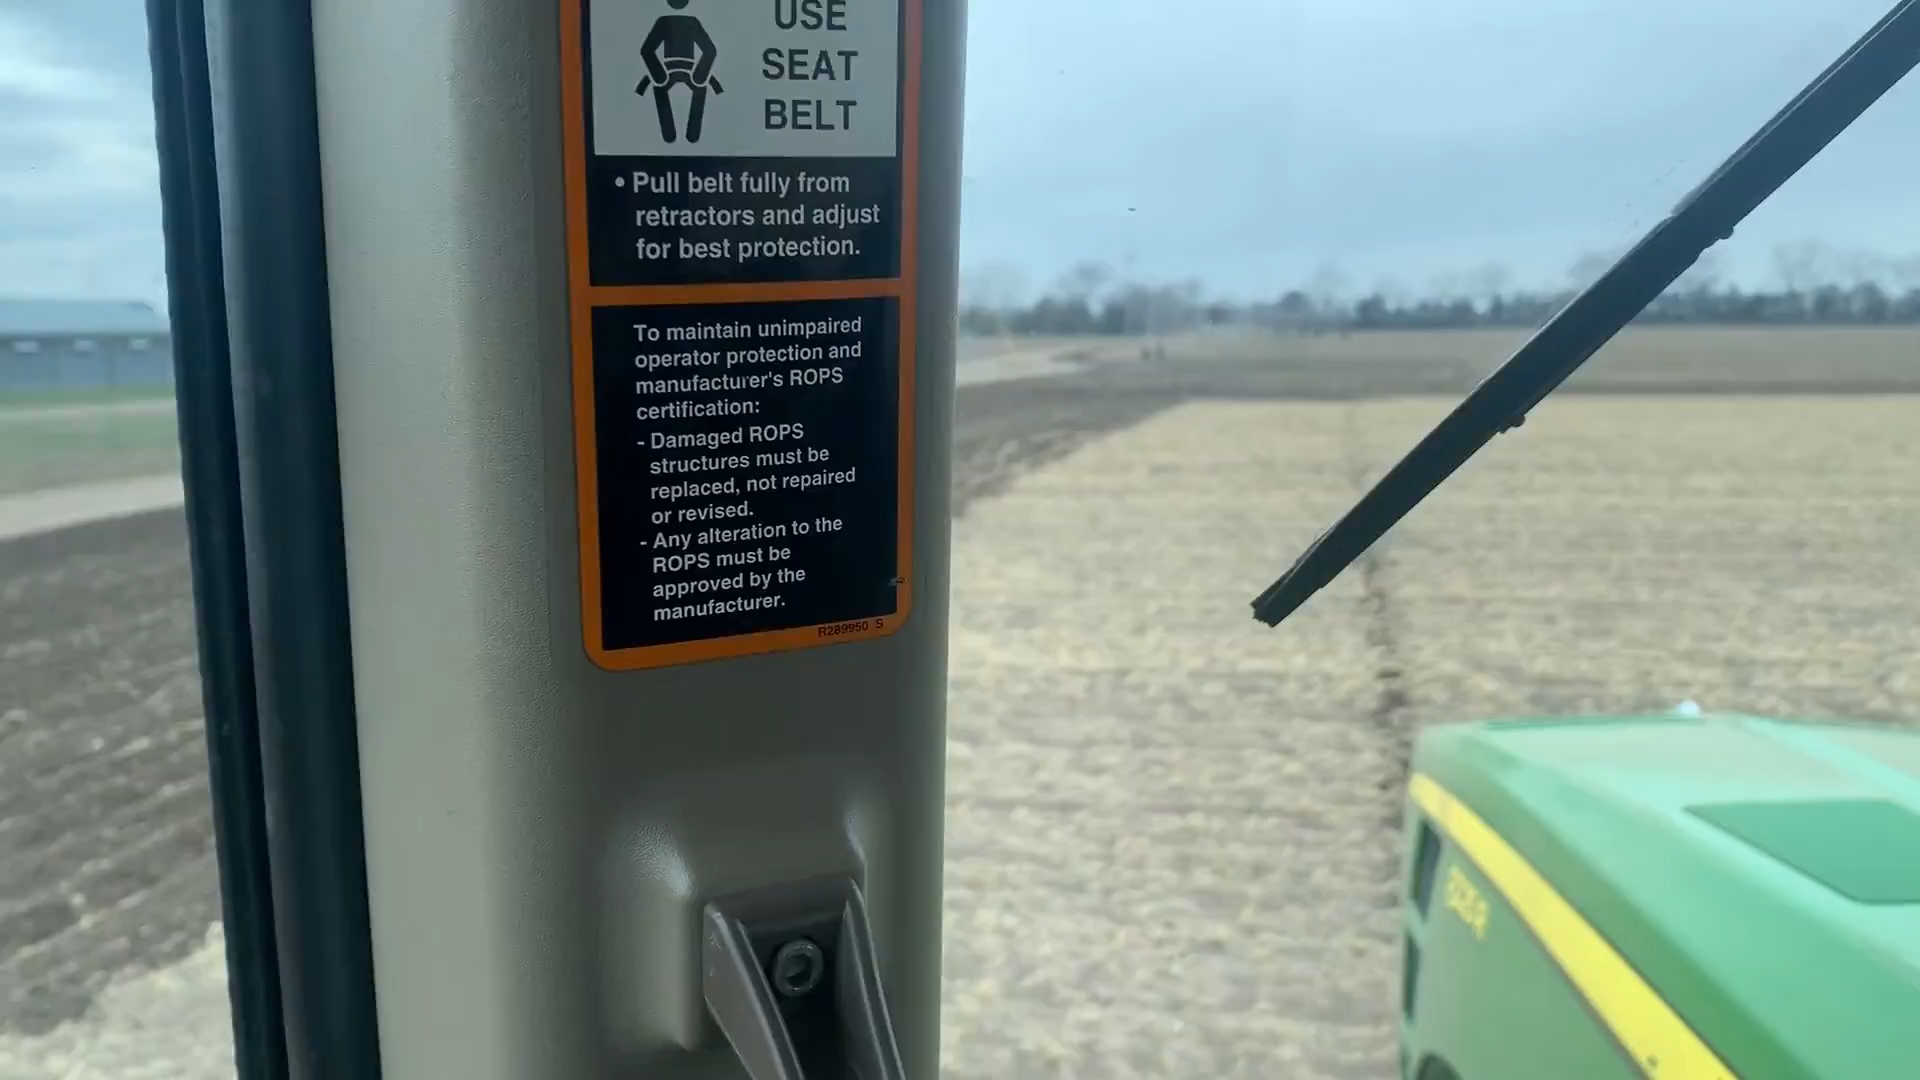 USE
SEAT
BELT
• Pull belt fully from
retractors and adjust
for best protection.
To maintain unimpaired
operator protection and
manufacturer's ROPS
certification:
- Damaged ROPS
structures must be
replaced, not repaired
or revised.
- Any alteration to the
ROPS must be
approved by the
manufacturer.
R289950 S